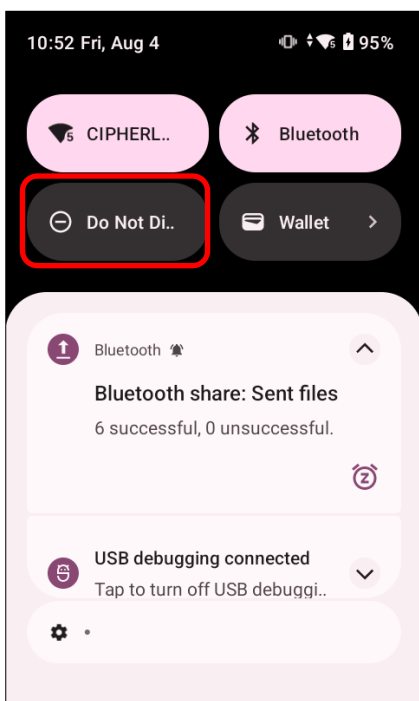 10:52 Fri, Aug 4 95%
5 CIPHERL.. Bluetooth
Do Not Di.. Wallet
Bluetooth
Bluetooth share: Sent files
6 successful, 0 unsuccessful.
USB debugging connected
Tap to turn off USB debuggi..